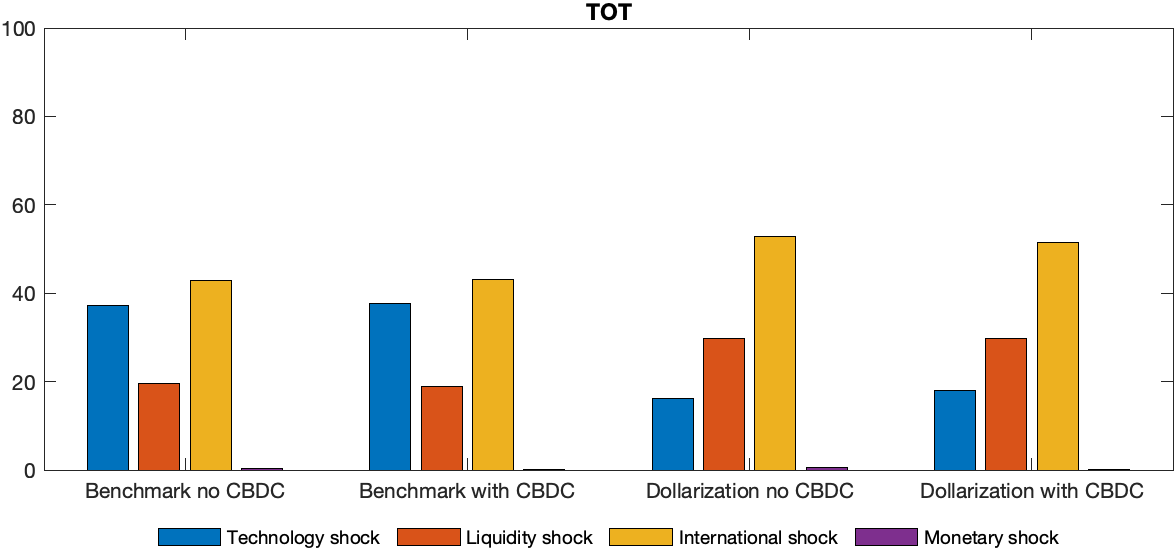 TOT
100
80
60
40
20
0
Benchmark no CBDC Benchmark with CBDC Dollarization no CBDC Dollarization with CBDC
Technology shock Liquidity shock International shock Monetary shock